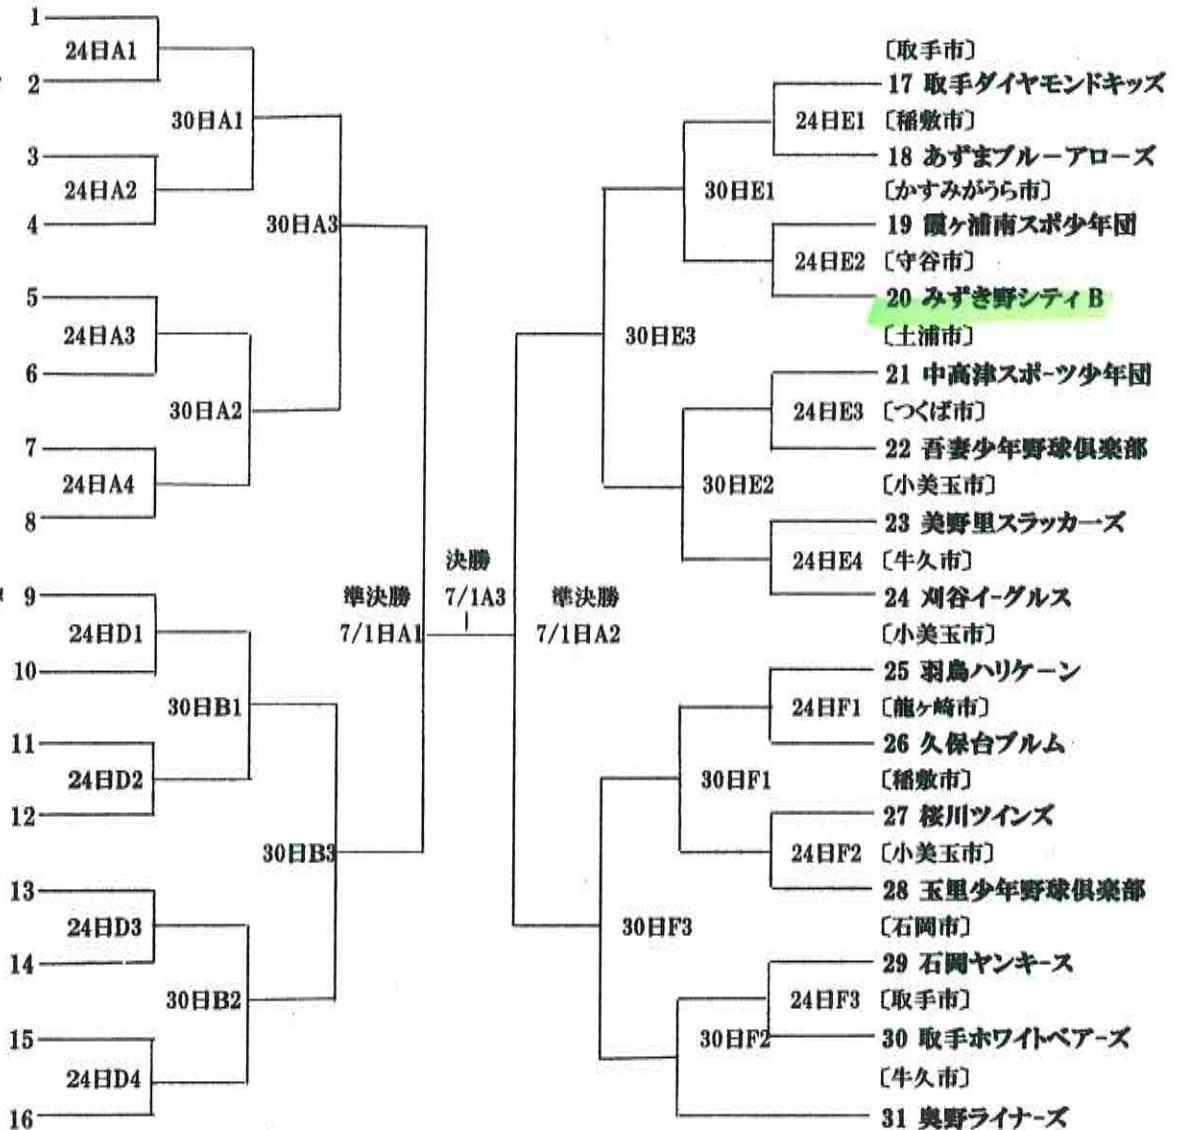 1
24日A1
2
30日A1
3
24日A2
4
30日A3
5
24日A3
6
30日A2
7
24日A4
8
準決勝
7/1日A1
9
24日D1
10
30日B1
11
24日D2
12
30日B3
13
24日D3
14
30日B2
15
24日D4
16
決勝
7/1A3
準決勝
7/1日A2
〔取手市〕
17 取手ダイヤモンドキッズ
24日E1 〔稲敷市〕
18 あずまブルーアローズ
30日E1 〔かすみがうら市〕
19 霞ヶ浦南スポ少年団
24日E2 〔守谷市〕
20 みずき野シティB
30日E3 〔土浦市〕
21 中高津スポーツ少年団
24日E3 〔つくば市〕
22 吾妻少年野球倶楽部
30日E2 〔小美玉市〕
23 美野里スラッカーズ
24日E4 〔牛久市〕
24 刈谷イーグルス
〔小美玉市〕
25 羽鳥ハリケーン
24日F1 〔龍ヶ崎市〕
26 久保台ブルム
30日F1 〔稲敷市〕
27 桜川ツインズ
24日F2 〔小美玉市〕
28 玉里少年野球倶楽部
30日F3 〔石岡市〕
29 石岡ヤンキース
24日F3 〔取手市〕
30日F2 30 取手ホワイトベアーズ
〔牛久市〕
31 奥野ライナーズ